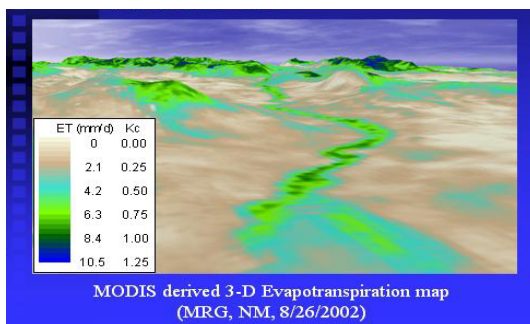 ET (mm/d) Kc
0 0.00
2.1 0.25
4.2 0.50
6.3 0.75
8.4 1.00
10.5 1.25
MODIS derived 3-D Evapotranspiration map
(MRG, NM, 8/26/2002)